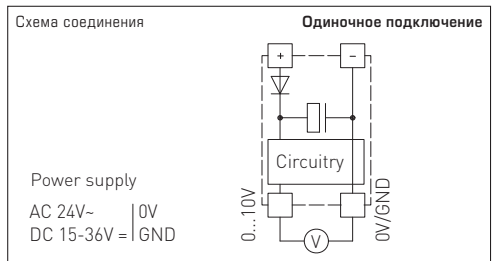 Схема соединения
Одиночное подключение
+ −
Circuitry
Power supply
AC 24V~ 0V
DC 15-36V = GND
0...10V
0V/GND
V